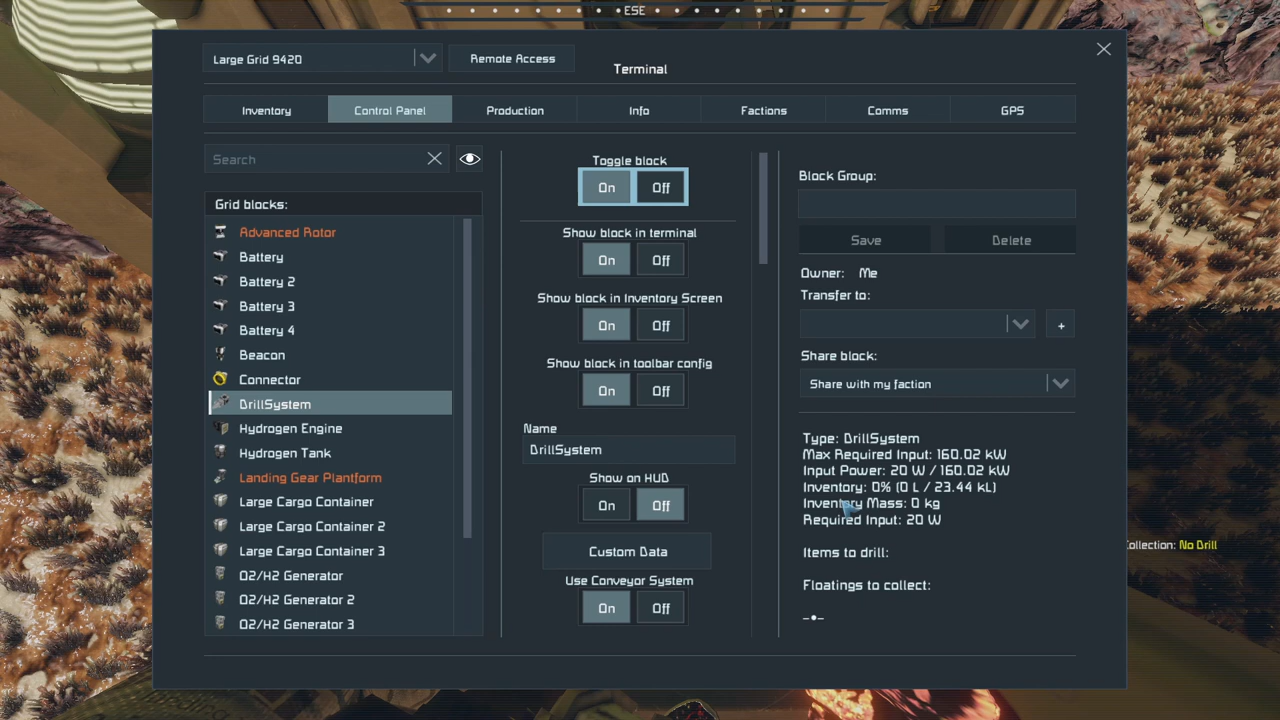 ESE
Large Grid 9420
Remote Access
Terminal
Inventory
Control Panel
Production
Info
Factions
Comms
GPS
Search
Grid blocks:
Advanced Rotor
Battery
Battery 2
Battery 3
Battery 4
Beacon
Connector
DrillSystem
Hydrogen Engine
Hydrogen Tank
Landing Gear Plantform
Large Cargo Container
Large Cargo Container 2
Large Cargo Container 3
O2/H2 Generator
O2/H2 Generator 2
O2/H2 Generator 3
Toggle block
On Off
Show block in terminal
On Off
Show block in Inventory Screen
On Off
Show block in toolbar config
On Off
Name
DrillSystem
Show on HUD
On Off
Custom Data
Use Conveyor System
On Off
Block Group:
Save Delete
Owner: Me
Transfer to:
+
Share block:
Share with my faction
Type: DrillSystem
Max Required Input: 160.02 kW
Input Power: 20 W / 160.02 kW
Inventory: 0% (0 L / 23.44 kL)
Inventory Mass: 0 kg
Required Input: 20 W
Items to drill:
Floatings to collect:
–•–
Collection: No Drill